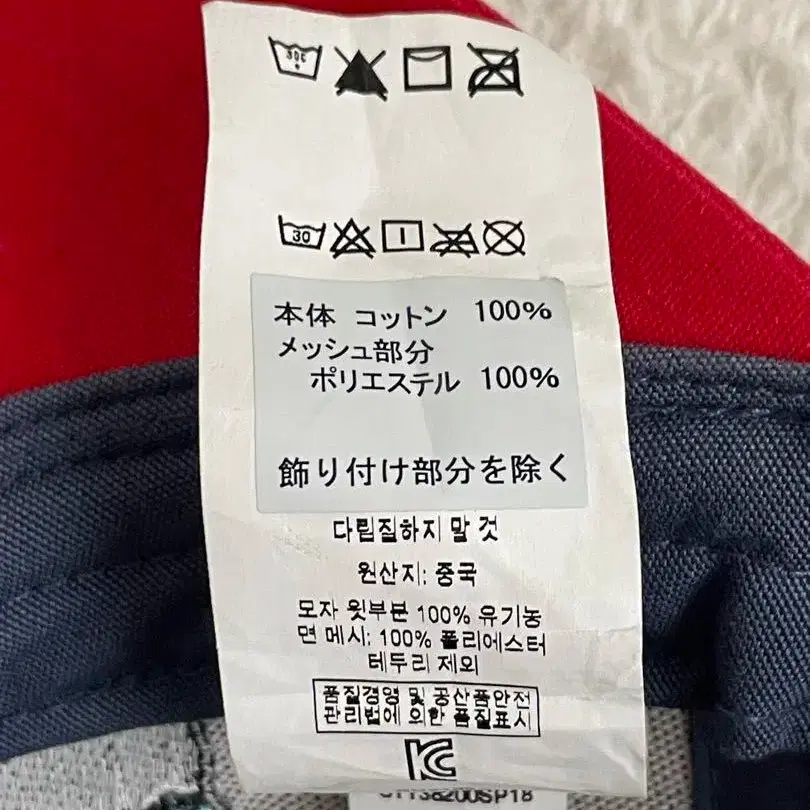 30c
30
本体 コットン 100%
メッシュ部分
ポリエステル 100%
飾り付け部分を除く
다림질하지 말 것
원산지: 중국
모자 윗부분 100% 유기농
면 메시: 100% 폴리에스터
테두리 제외
품질경영 및 공산품안전
관리법에 의한 품질표시